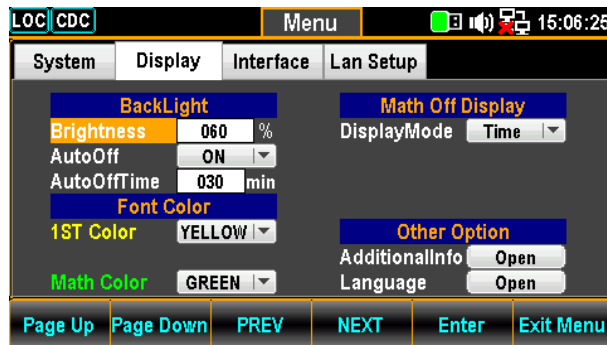 LOC CDC Menu 15:06:25
System Display Interface Lan Setup
BackLight Math Off Display
Brightness 060 % DisplayMode Time
AutoOff ON
AutoOffTime 030 min
Font Color
1ST Color YELLOW Other Option
AdditionalInfo Open
Math Color GREEN Language Open
Page Up Page Down PREV NEXT Enter Exit Menu